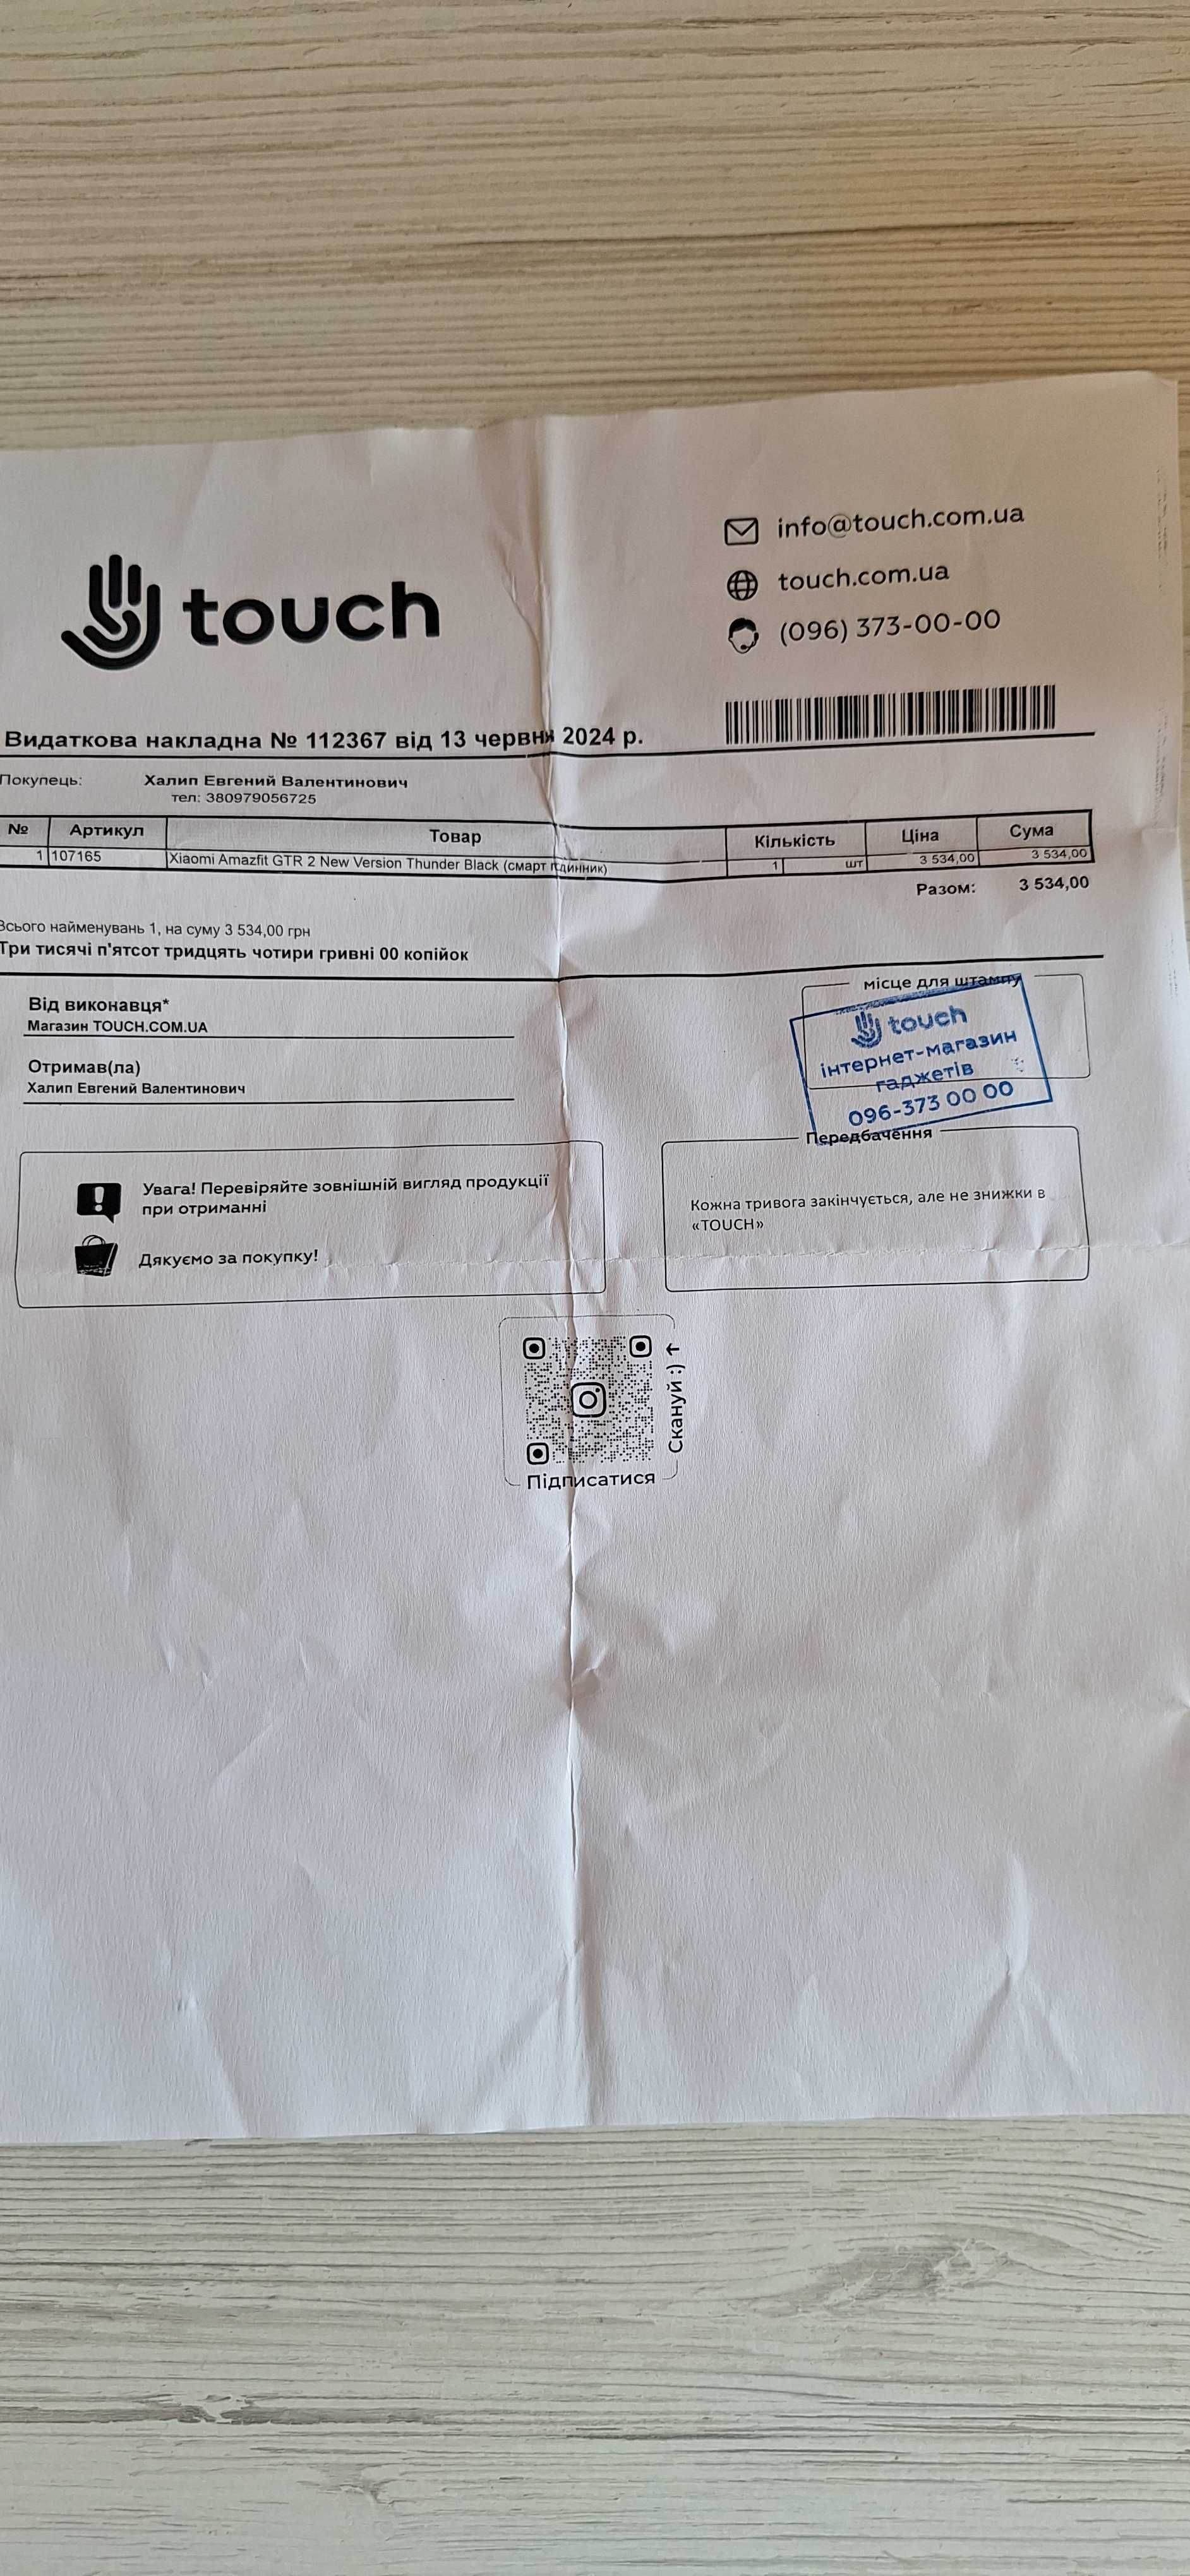 touch
info@touch.com.ua
touch.com.ua
(096) 373-00-00
Видаткова накладна № 112367 від 13 червня 2024 р.
Покупець: Халип Евгений Валентинович
тел: 380979056725
№ Артикул Товар Кількість Ціна Сума
1 107165 Xiaomi Amazfit GTR 2 New Version Thunder Black (смарт годинник) 1 шт 3 534,00 3 534,00
Разом: 3 534,00
Всього найменувань 1, на суму 3 534,00 грн
Три тисячі п'ятсот тридцять чотири гривні 00 копійок
Від виконавця*
Магазин TOUCH.COM.UA
Отримав(ла)
Халип Евгений Валентинович
місце для штампу
touch
інтернет-магазин
гаджетів
096-373 00 00
Увага! Перевіряйте зовнішній вигляд продукції
при отриманні
Дякуємо за покупку!
Передбачення
Кожна тривога закінчується, але не знижки в
«TOUCH»
Скануй :)
Підписатися